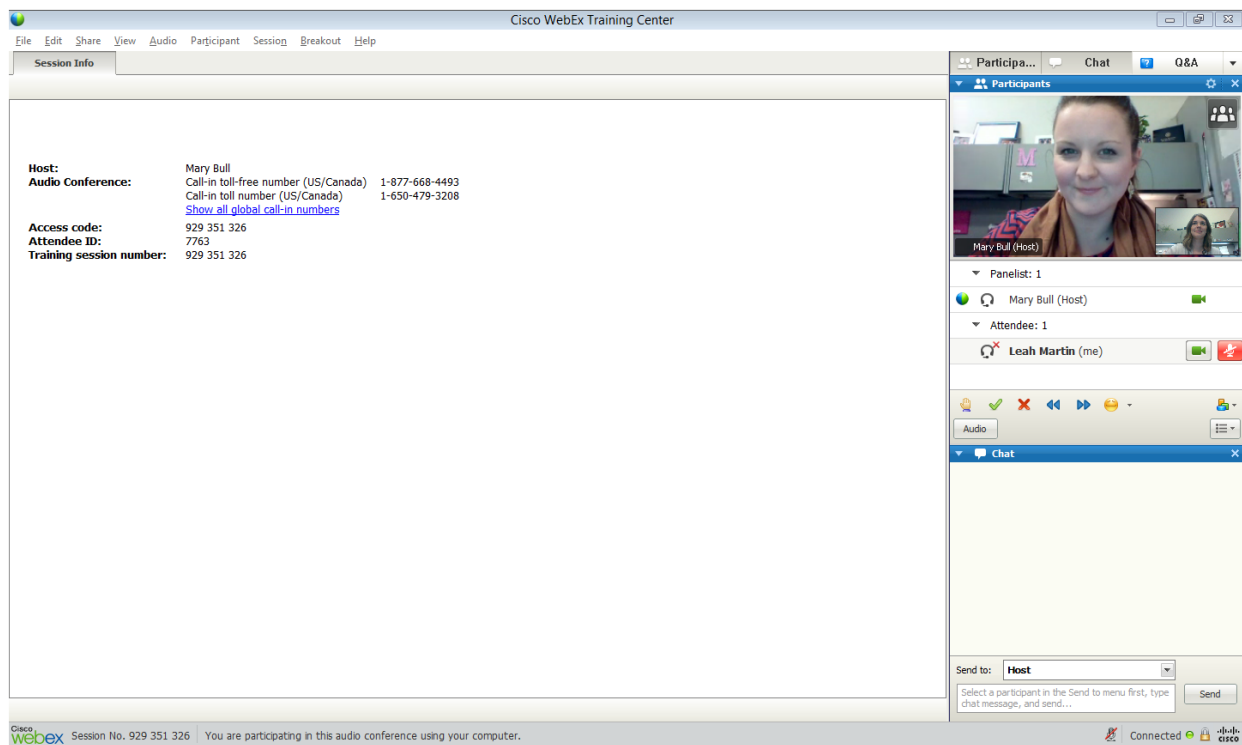 Cisco WebEx Training Center
File Edit Share View Audio Participant Session Breakout Help
Session Info
Participa... Chat ? Q&A
Participants
M
Mary Bull (Host)
Host: Mary Bull
Audio Conference: Call-in toll-free number (US/Canada) 1-877-668-4493
Call-in toll number (US/Canada) 1-650-479-3208
Show all global call-in numbers
Access code: 929 351 326
Attendee ID: 7763
Training session number: 929 351 326
Panelist: 1
Mary Bull (Host)
Attendee: 1
Leah Martin (me)
Audio
Chat
Send to: Host
Select a participant in the Send to menu first, type
chat message, and send...
Send
Cisco webex Session No. 929 351 326 You are participating in this audio conference using your computer.
Connected cisco